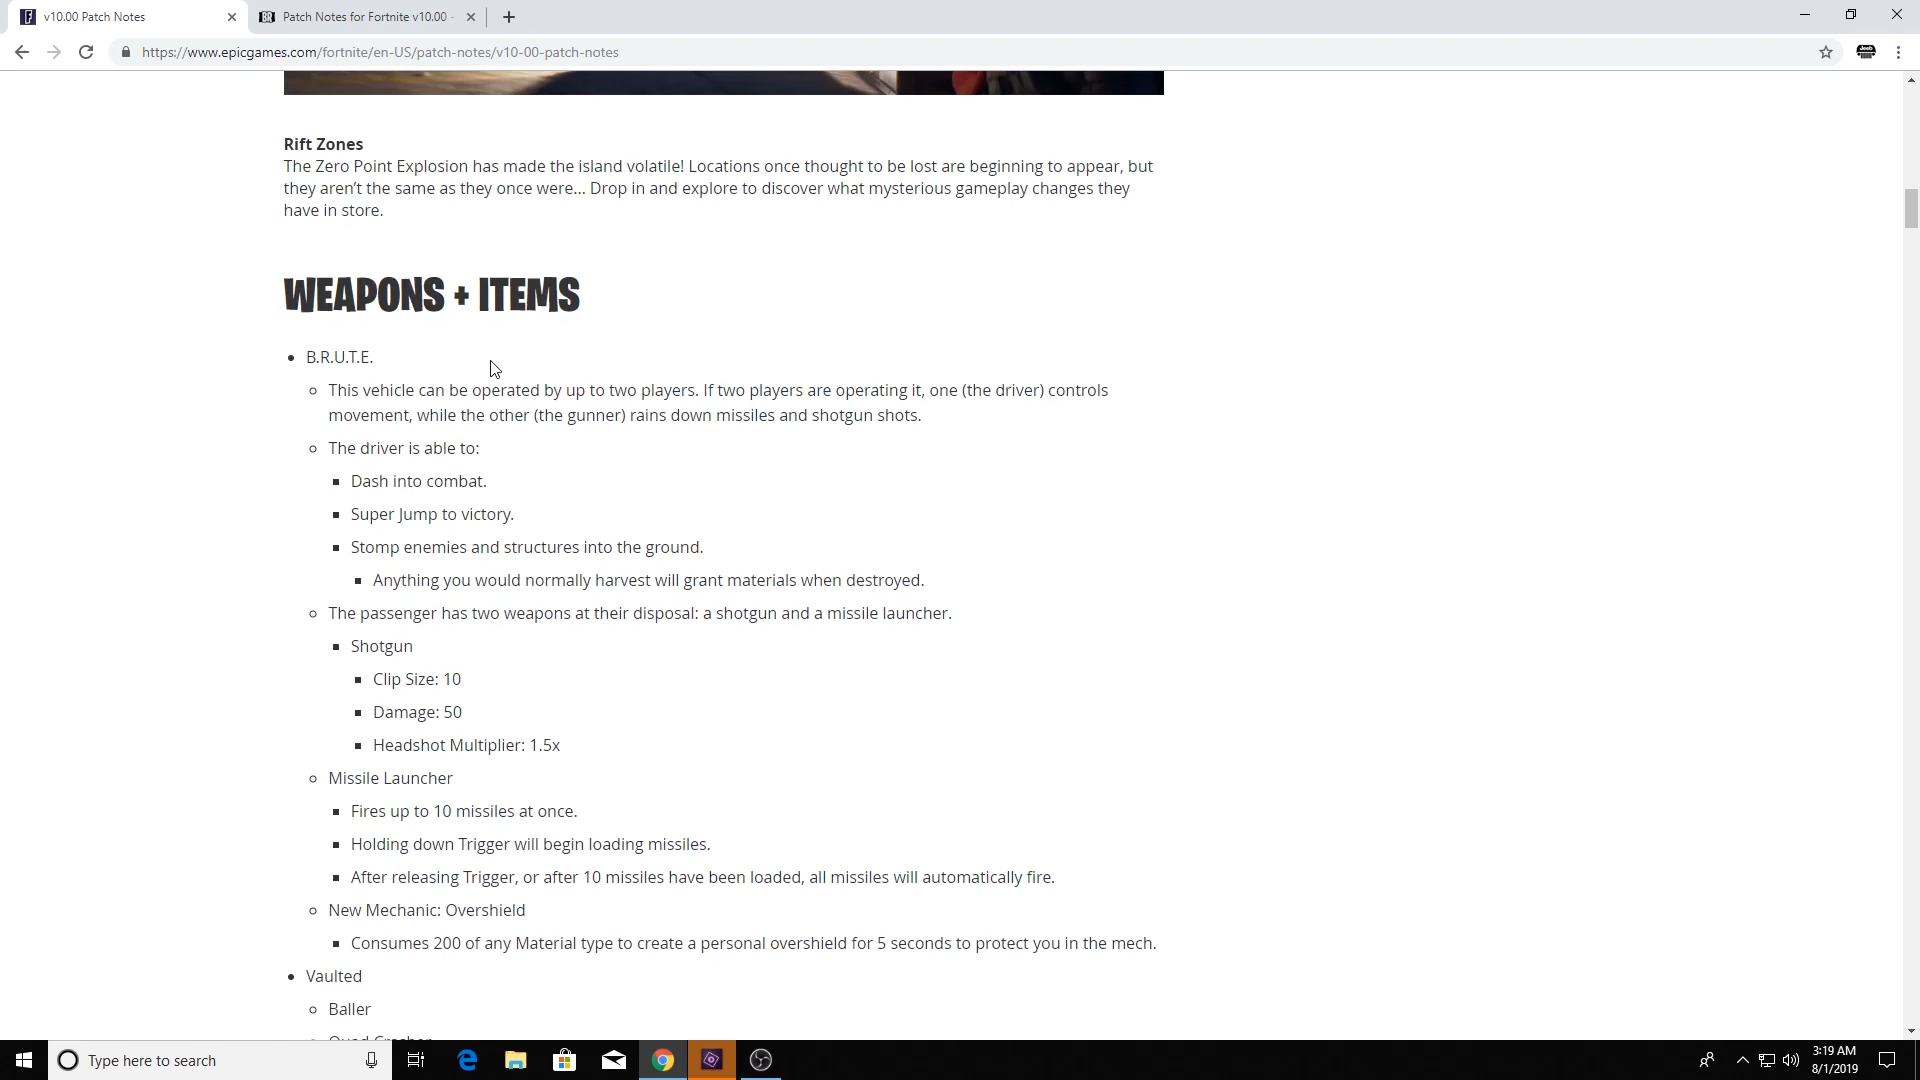 v10.00 Patch Notes
Patch Notes for Fortnite v10.00 -
https://www.epicgames.com/fortnite/en-US/patch-notes/v10-00-patch-notes
Rift Zones
The Zero Point Explosion has made the island volatile! Locations once thought to be lost are beginning to appear, but
they aren’t the same as they once were... Drop in and explore to discover what mysterious gameplay changes they
have in store.
WEAPONS + ITEMS
B.R.U.T.E.
This vehicle can be operated by up to two players. If two players are operating it, one (the driver) controls
movement, while the other (the gunner) rains down missiles and shotgun shots.
The driver is able to:
Dash into combat.
Super Jump to victory.
Stomp enemies and structures into the ground.
Anything you would normally harvest will grant materials when destroyed.
The passenger has two weapons at their disposal: a shotgun and a missile launcher.
Shotgun
Clip Size: 10
Damage: 50
Headshot Multiplier: 1.5x
Missile Launcher
Fires up to 10 missiles at once.
Holding down Trigger will begin loading missiles.
After releasing Trigger, or after 10 missiles have been loaded, all missiles will automatically fire.
New Mechanic: Overshield
Consumes 200 of any Material type to create a personal overshield for 5 seconds to protect you in the mech.
Vaulted
Baller
Quad Crasher
Type here to search
3:19 AM
8/1/2019